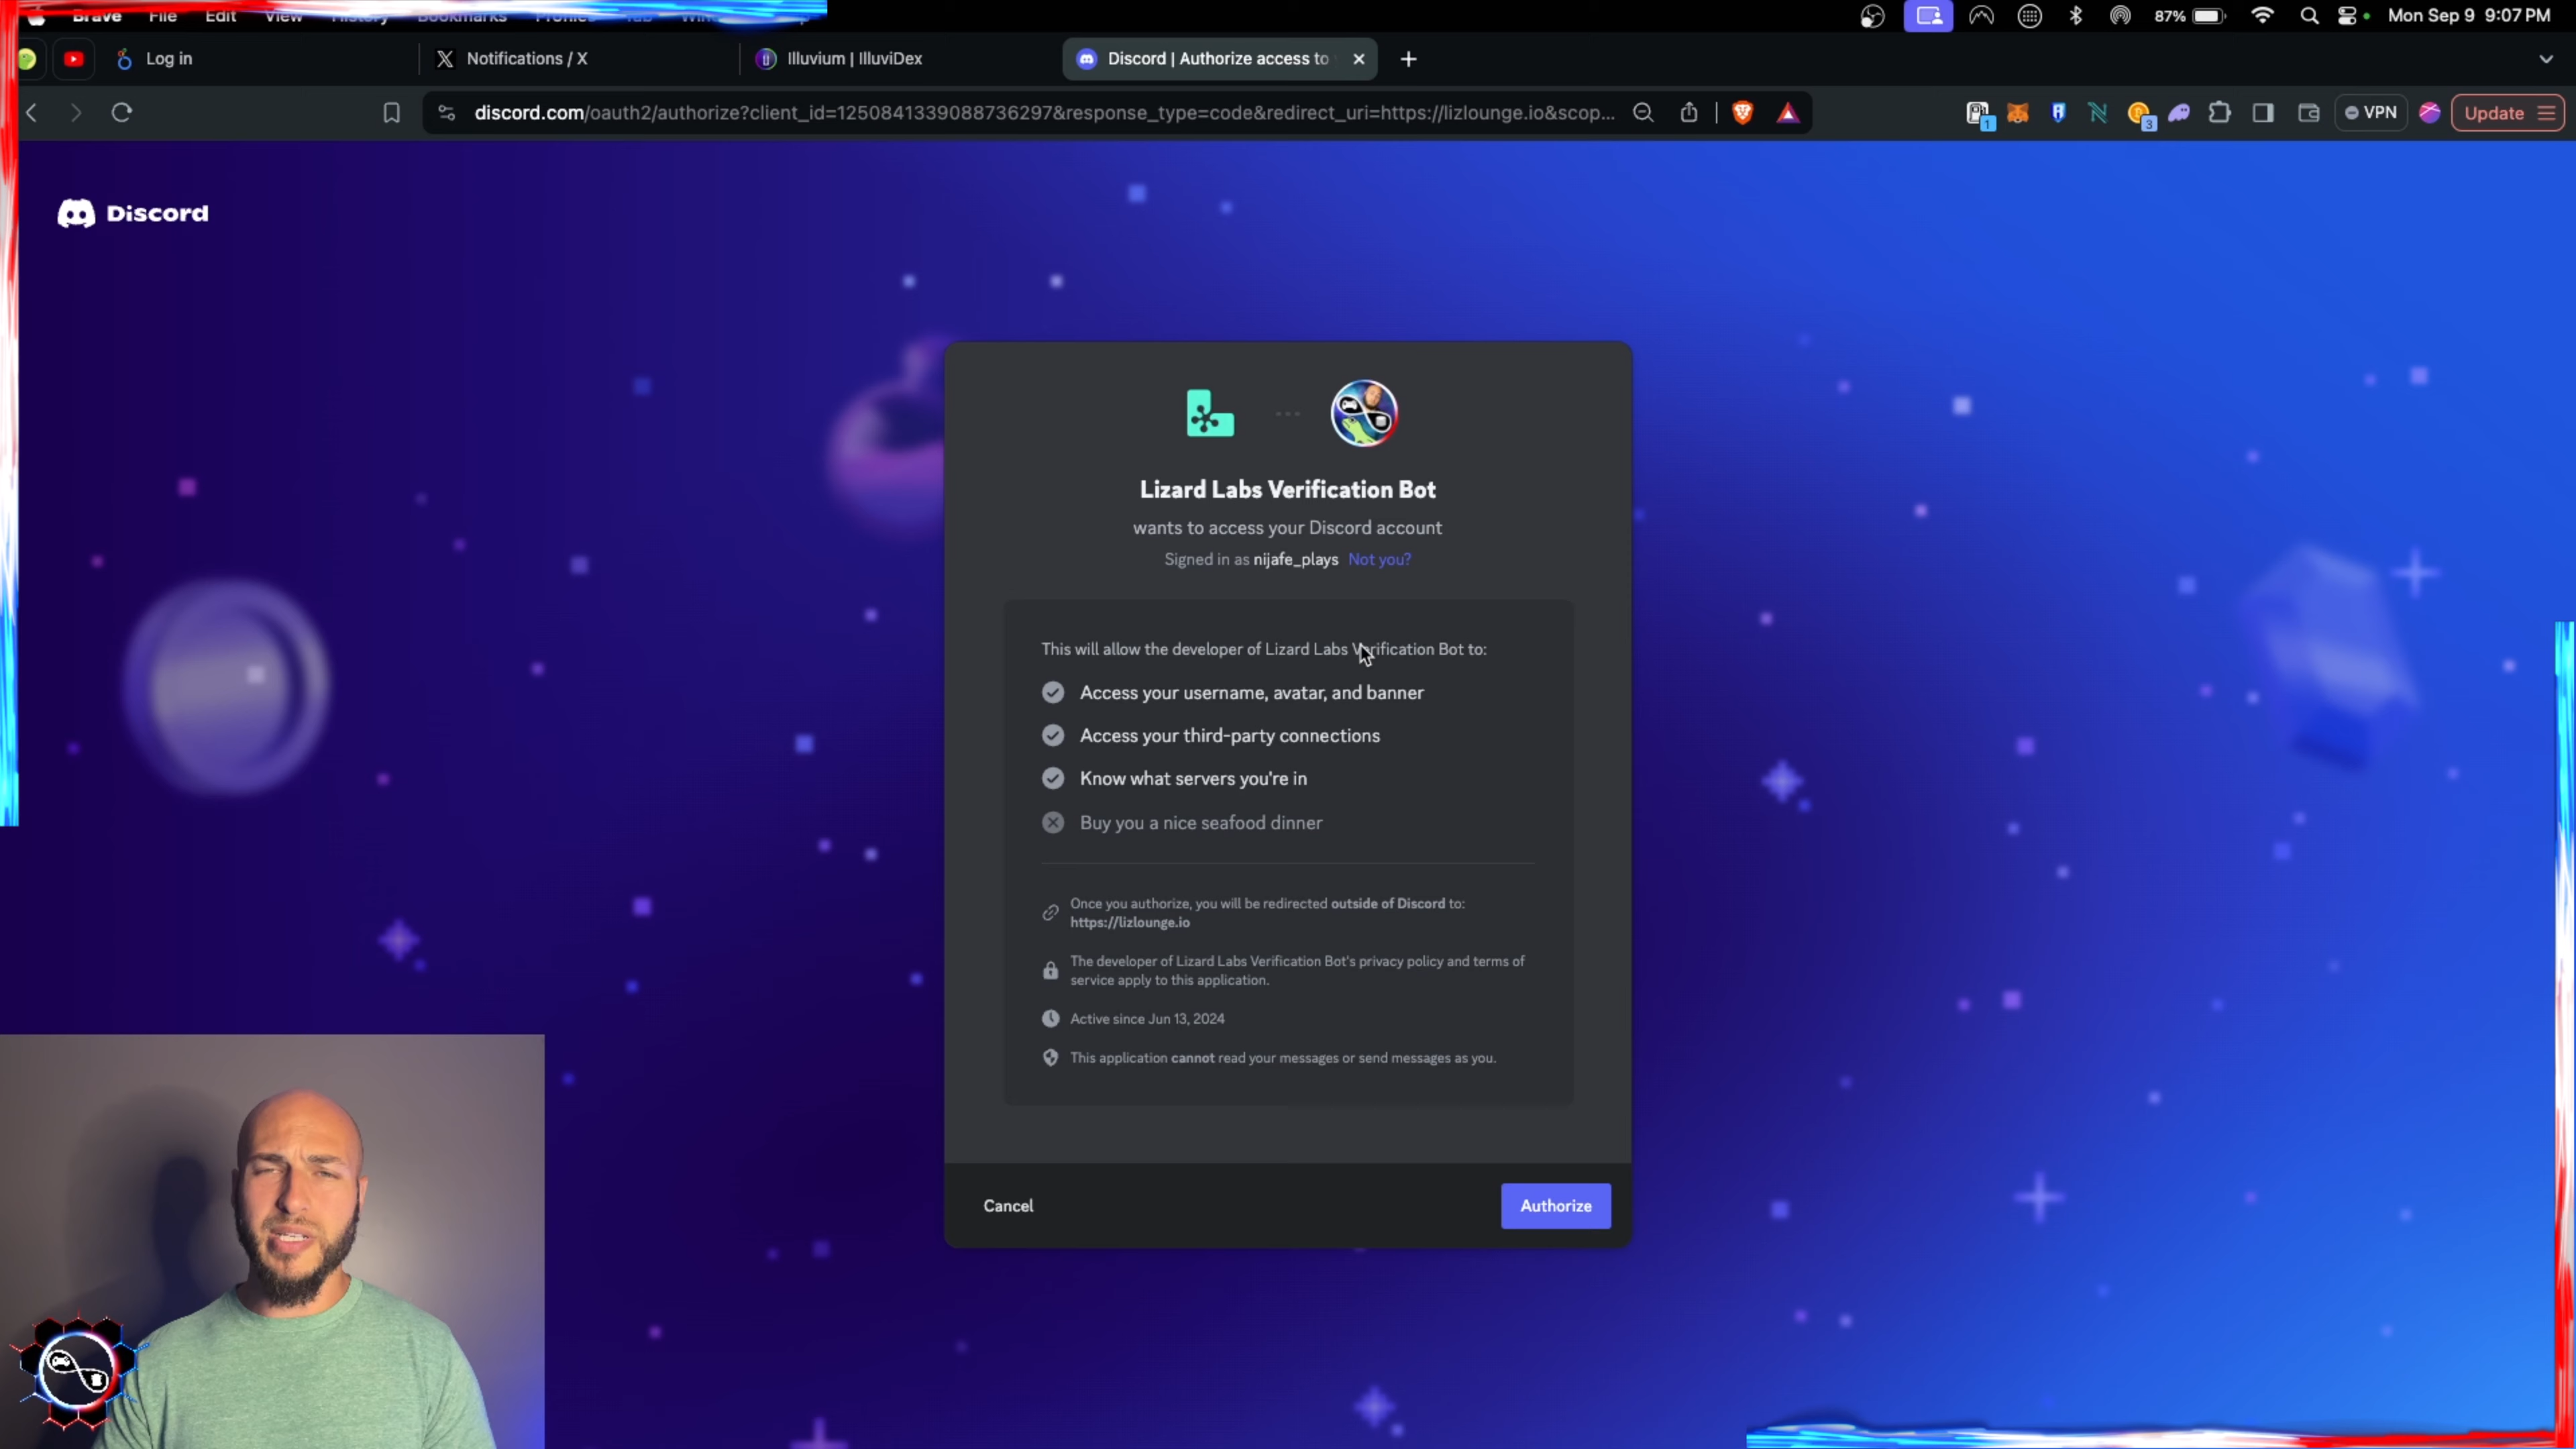 Brave File Edit View History Bookmarks Profiles Tab
87% Mon Sep 9 9:07 PM
Log in
Notifications / X
Illuvium | IlluviDex
Discord | Authorize access to
discord.com/oauth2/authorize?client_id=1250841339088736297&response_type=code&redirect_uri=https://lizlounge.io&scop...
1
3
VPN
Update
Discord
Lizard Labs Verification Bot
wants to access your Discord account
Signed in as nijafe_plays Not you?
This will allow the developer of Lizard Labs Verification Bot to:
Access your username, avatar, and banner
Access your third-party connections
Know what servers you're in
Buy you a nice seafood dinner
Once you authorize, you will be redirected outside of Discord to:
https://lizlounge.io
The developer of Lizard Labs Verification Bot's privacy policy and terms of
service apply to this application.
Active since Jun 13, 2024
This application cannot read your messages or send messages as you.
Cancel
Authorize